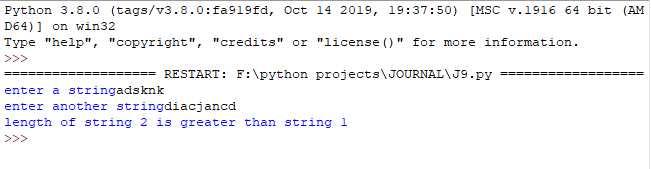 Python 3.8.0 (tags/v3.8.0:fa919fd, Oct 14 2019, 19:37:50) [MSC v.1916 64 bit (AM
D64)] on win32
Type "help", "copyright", "credits" or "license()" for more information.
>>>
=================== RESTART: F:\python projects\JOURNAL\J9.py ==================
enter a stringadsknk
enter another stringdiacjancd
length of string 2 is greater than string 1
>>>